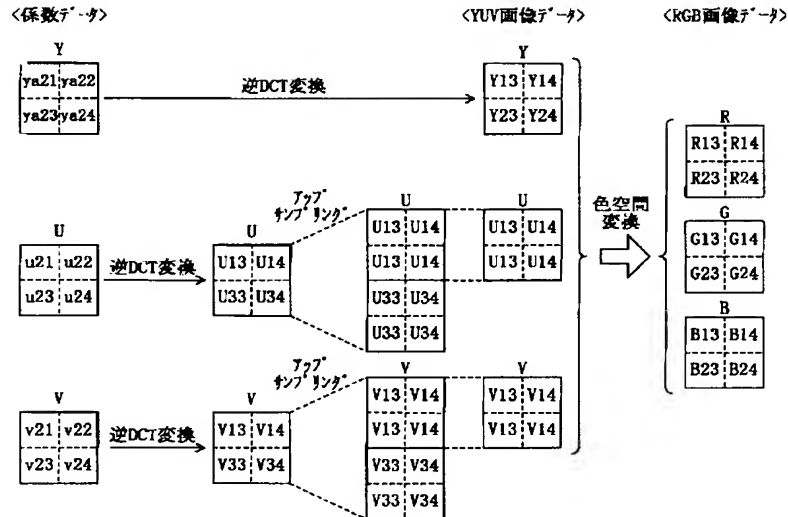 <係数ﾃﾞｰﾀ>
<YUV画像ﾃﾞｰﾀ>
<RGB画像ﾃﾞｰﾀ>
Y
ya21 ya22
ya23 ya24
逆DCT変換
Y
Y13 Y14
Y23 Y24
U
u21 u22
u23 u24
逆DCT変換
U
U13 U14
U33 U34
ｱｯﾌﾟ
ｻﾝﾌﾟﾘﾝｸﾞ
U
U13 U14
U13 U14
U33 U34
U33 U34
U
U13 U14
U13 U14
V
v21 v22
v23 v24
逆DCT変換
V
V13 V14
V33 V34
ｱｯﾌﾟ
ｻﾝﾌﾟﾘﾝｸﾞ
V
V13 V14
V13 V14
V33 V34
V33 V34
V
V13 V14
V13 V14
色空間
変換
R
R13 R14
R23 R24
G
G13 G14
G23 G24
B
B13 B14
B23 B24